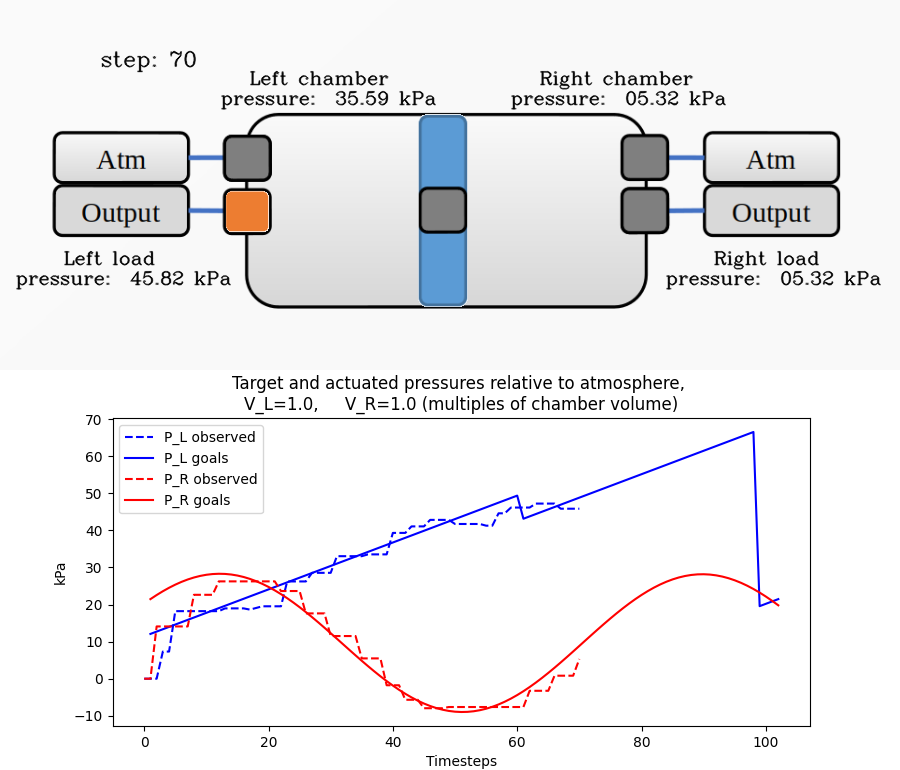 step: 70
Left chamber
pressure: 35.59 kPa
Right chamber
pressure: 05.32 kPa
Atm
Atm
Output
Output
Left load
pressure: 45.82 kPa
Right load
pressure: 05.32 kPa
Target and actuated pressures relative to atmosphere,
V_L=1.0, V_R=1.0 (multiples of chamber volume)
P_L observed
P_L goals
P_R observed
P_R goals
kPa
70
60
50
40
30
20
10
0
−10
0 20 40 60 80 100
Timesteps